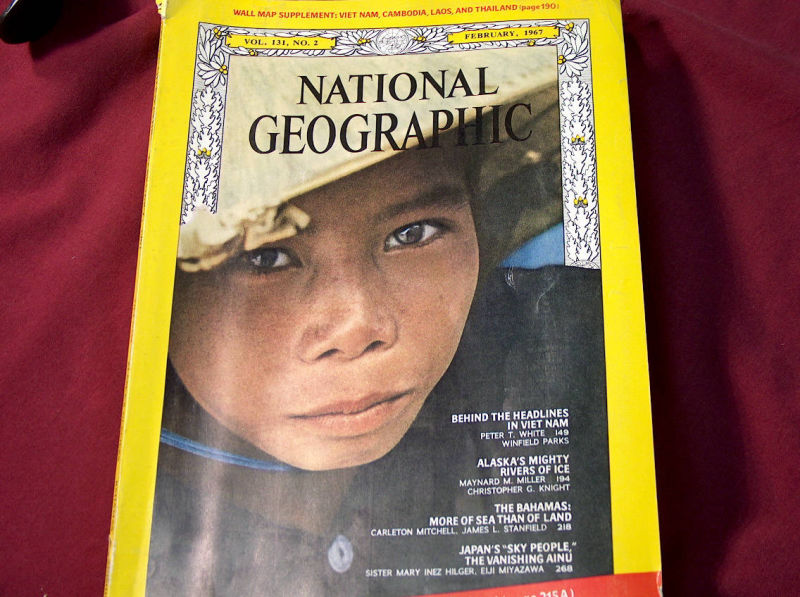 WALL MAP SUPPLEMENT: VIET NAM, CAMBODIA, LAOS, AND THAILAND (page 190)
VOL. 131, NO. 2
FEBRUARY, 1967
NATIONAL
GEOGRAPHIC
BEHIND THE HEADLINES
IN VIET NAM
PETER T. WHITE 149
WINFIELD PARKS
ALASKA'S MIGHTY
RIVERS OF ICE
MAYNARD M. MILLER 194
CHRISTOPHER G. KNIGHT
THE BAHAMAS:
MORE OF SEA THAN OF LAND
CARLETON MITCHELL, JAMES L. STANFIELD 218
JAPAN'S "SKY PEOPLE,"
THE VANISHING AINU
SISTER MARY INEZ HILGER, EIJI MIYAZAWA 268
215A)